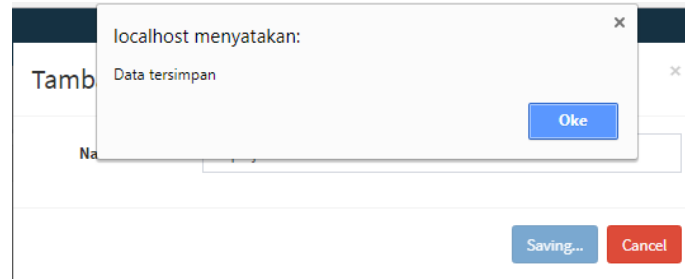 localhost menyatakan:
×
Data tersimpan
Tamb
×
Oke
Na
Saving...
Cancel